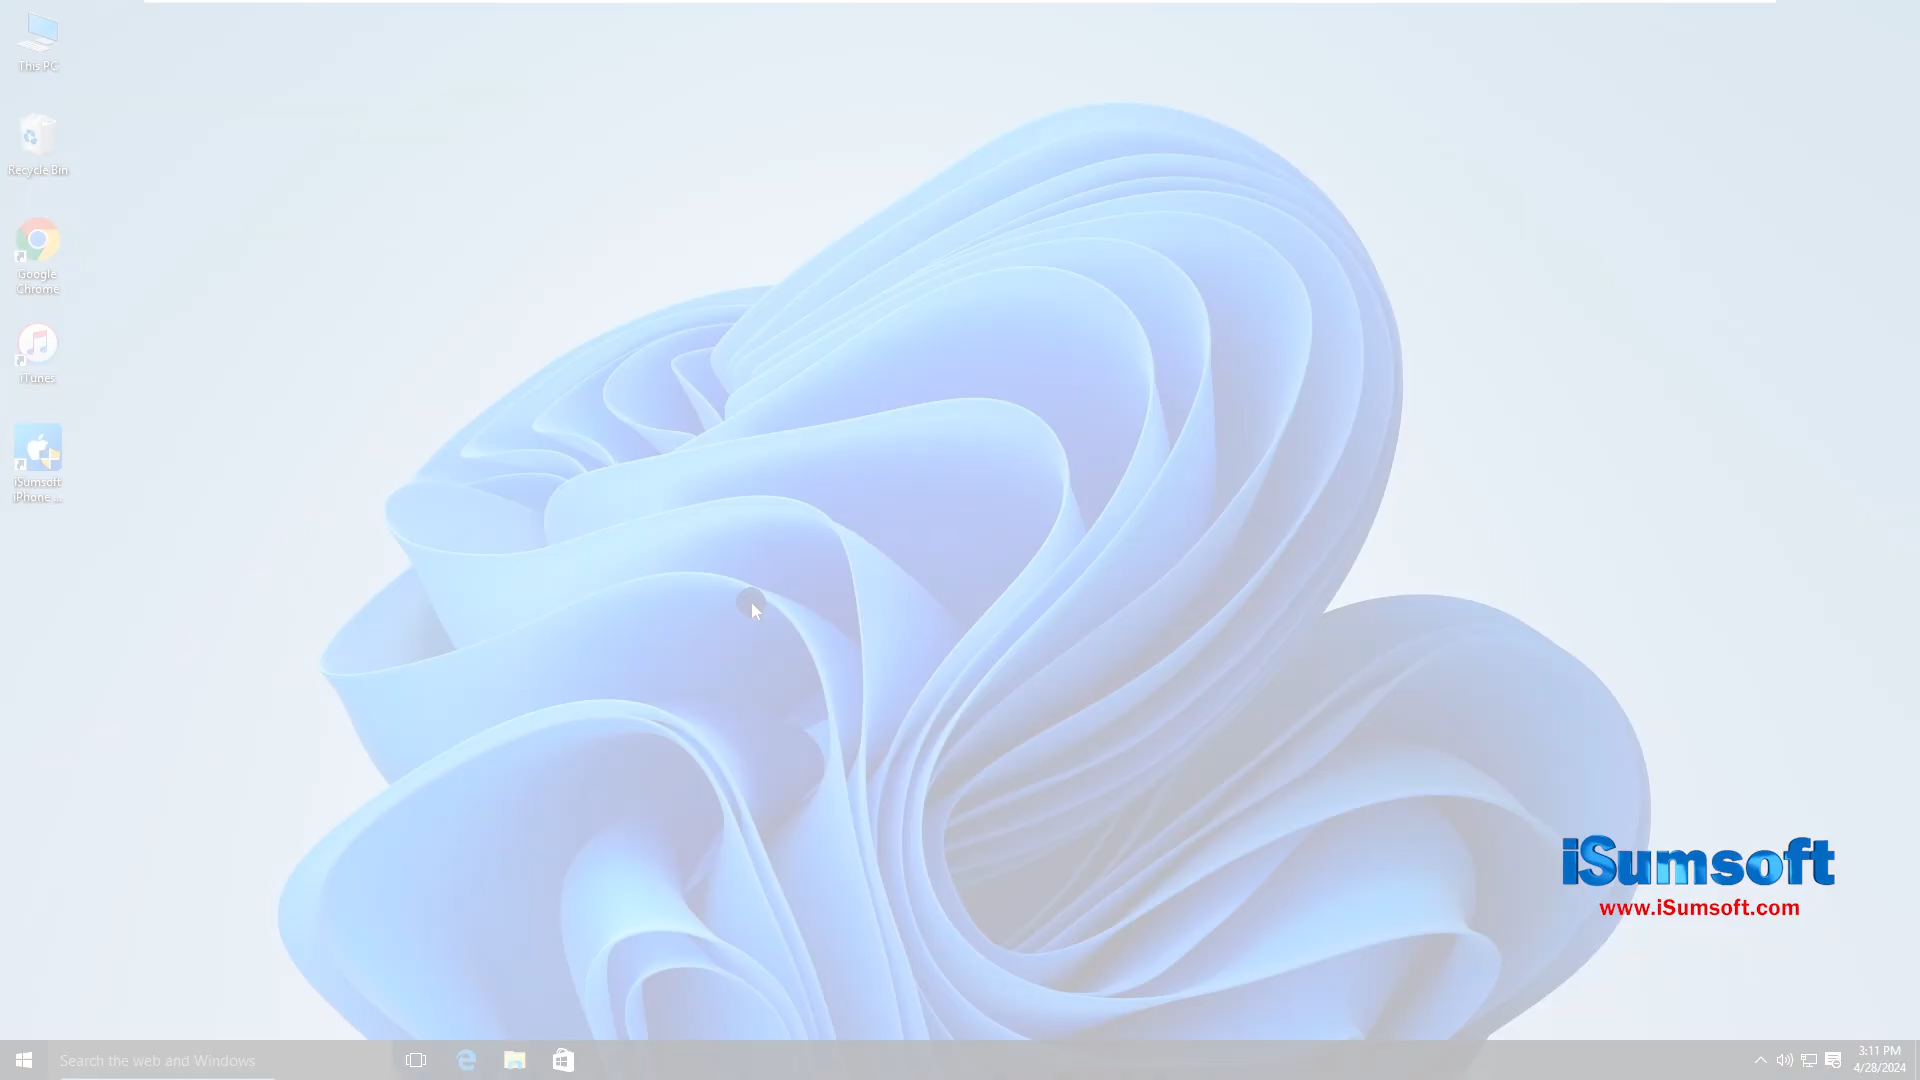 This PC
Recycle Bin
Google
Chrome
iTunes
iSumsoft
iPhone ...
iSumsoft
www.iSumsoft.com
Search the web and Windows
3:11 PM
4/28/2024